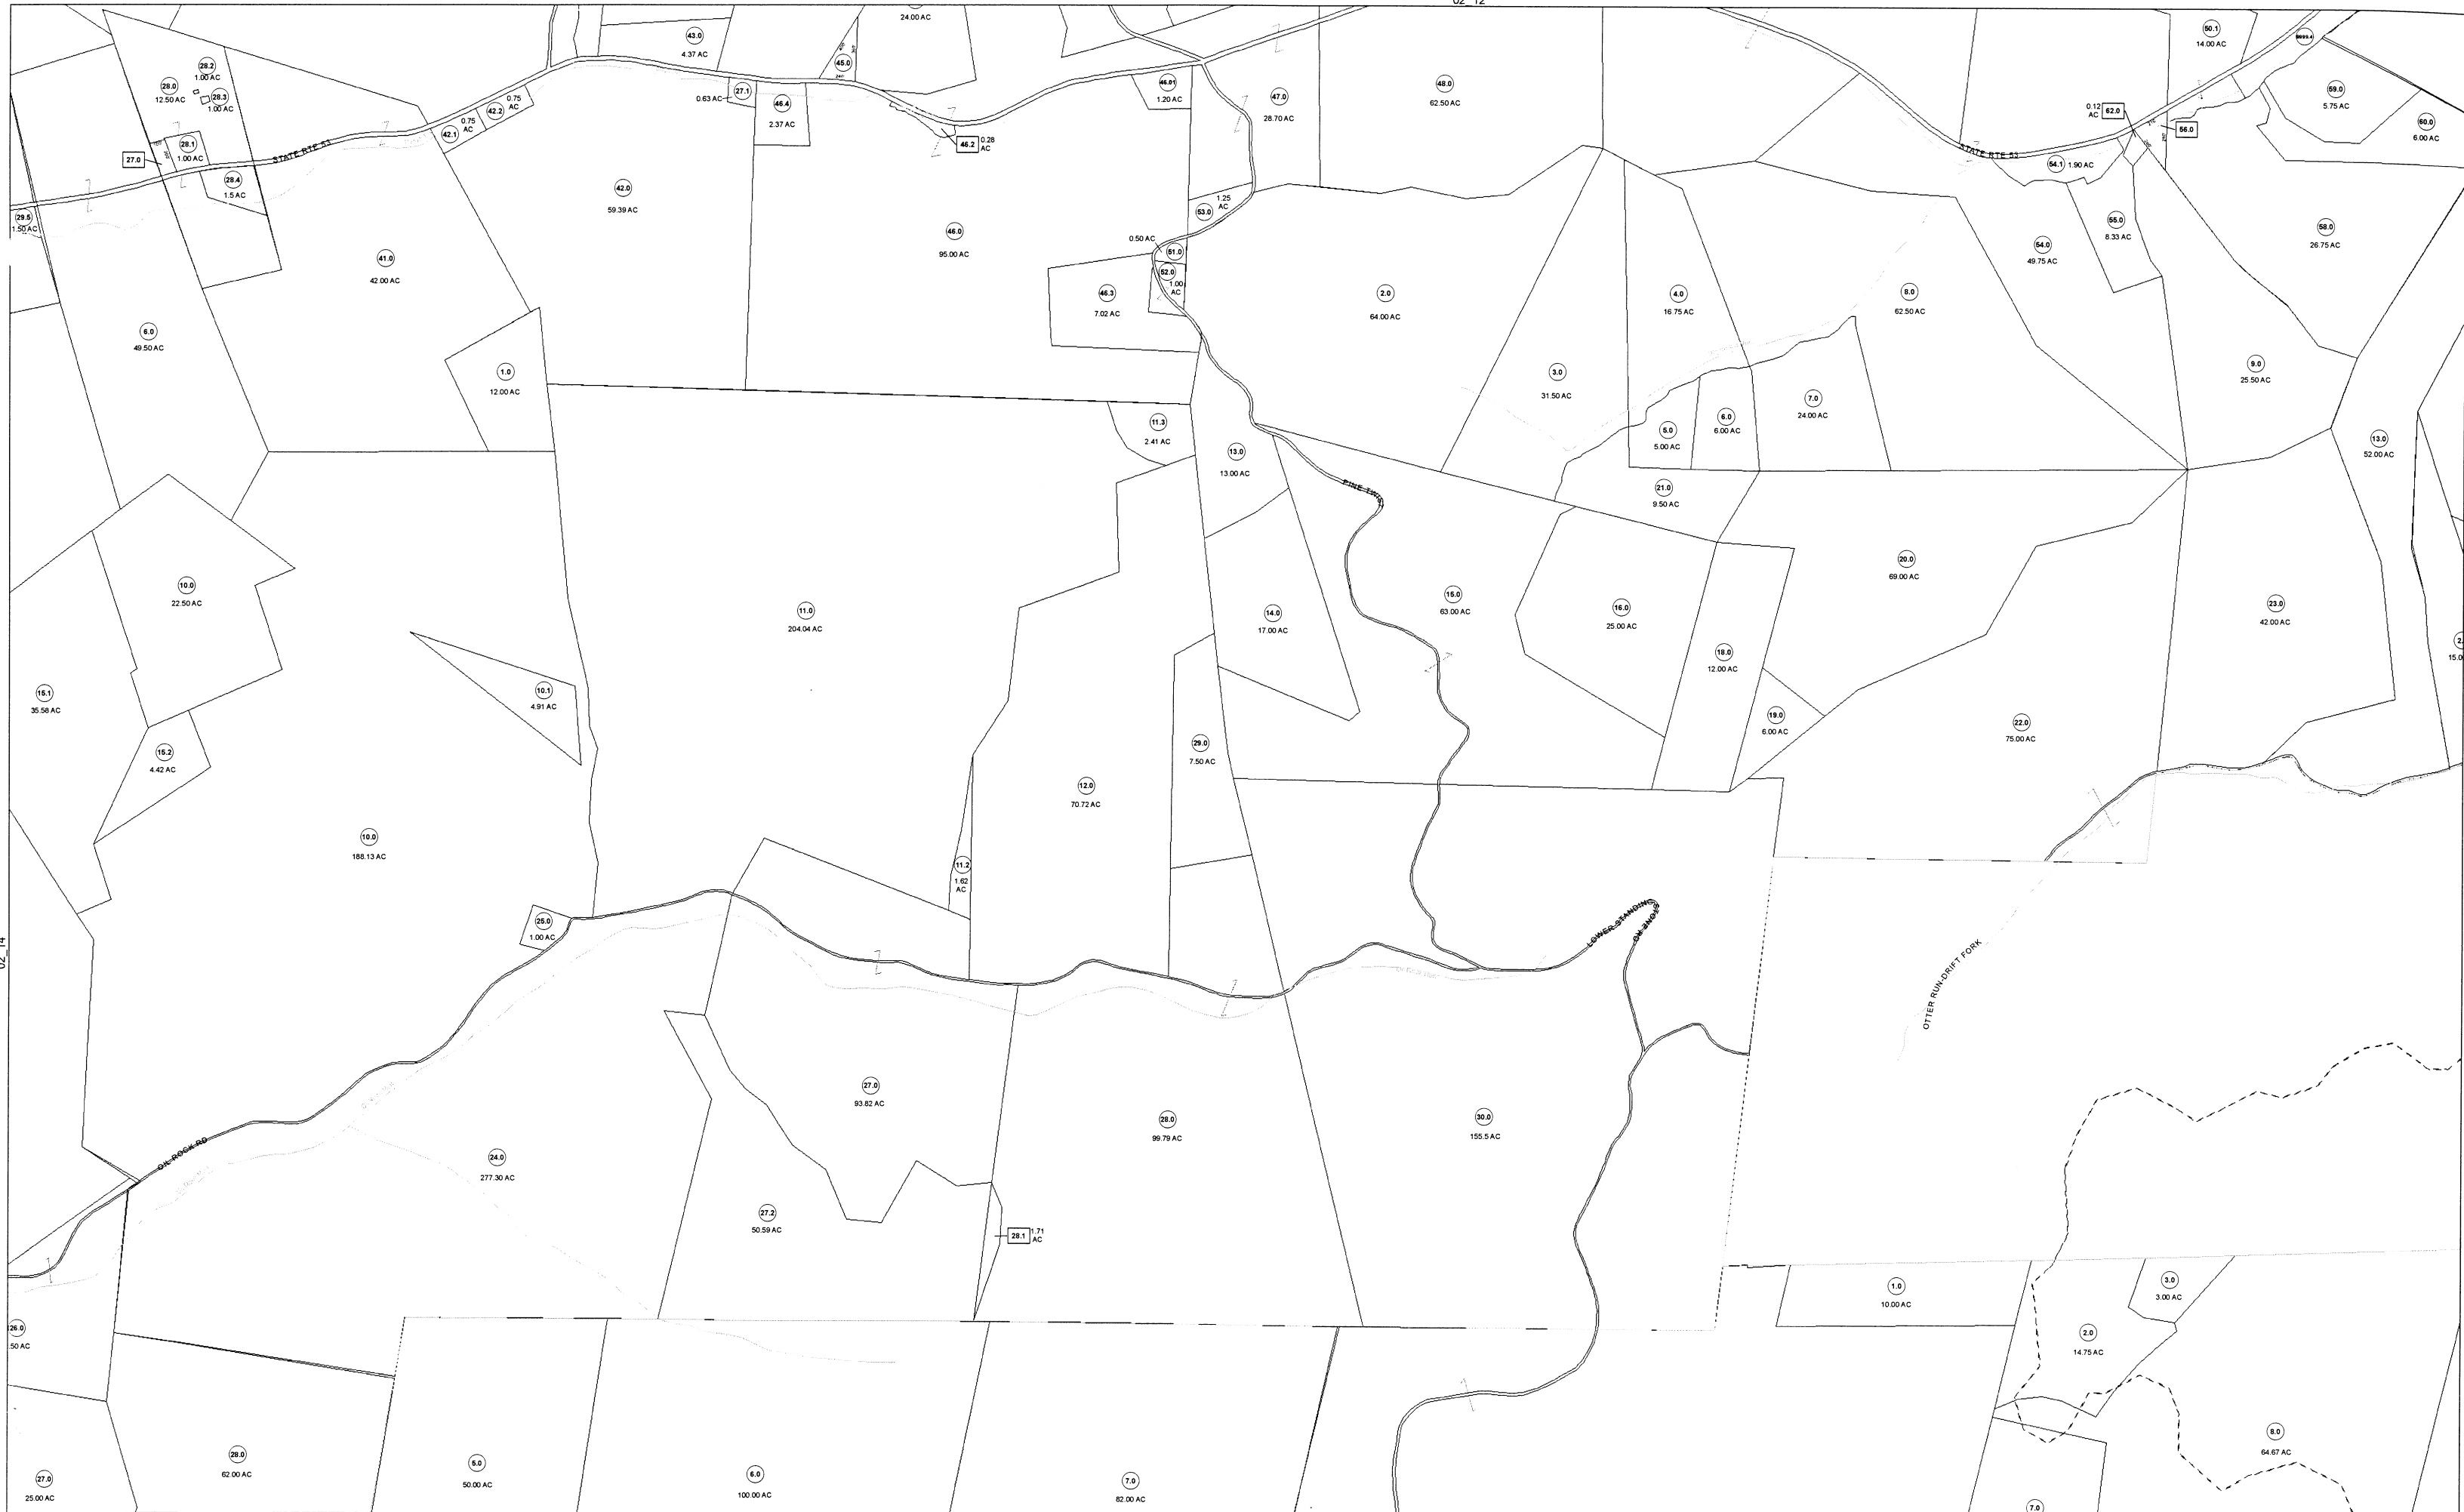 02_12
24.00 AC
43.0
4.37 AC
45.0
50.1
14.00 AC
9999.4
28.2
1.00 AC
28.0
12.50 AC
28.3
1.00 AC
27.1
0.63 AC
46.4
2.37 AC
46.01
1.20 AC
47.0
28.70 AC
48.0
62.50 AC
59.0
5.75 AC
60.0
6.00 AC
0.75
AC
42.2
0.75
AC
42.1
0.12
AC
62.0
56.0
28.1
1.00 AC
27.0
STATE RTE 53
46.2
0.28
AC
STATE RTE 53
54.1 1.90 AC
28.4
1.5 AC
29.5
1.50 AC
42.0
59.39 AC
53.0
1.25
AC
46.0
95.00 AC
0.50 AC
51.0
52.0
1.00
AC
55.0
8.33 AC
58.0
26.75 AC
54.0
49.75 AC
41.0
42.00 AC
46.3
7.02 AC
2.0
64.00 AC
4.0
16.75 AC
8.0
62.50 AC
6.0
49.50 AC
1.0
12.00 AC
3.0
31.50 AC
9.0
25.50 AC
7.0
24.00 AC
11.3
2.41 AC
13.0
13.00 AC
5.0
5.00 AC
6.0
6.00 AC
13.0
52.00 AC
21.0
9.50 AC
10.0
22.50 AC
11.0
204.04 AC
14.0
17.00 AC
15.0
63.00 AC
16.0
25.00 AC
20.0
69.00 AC
23.0
42.00 AC
15.1
35.58 AC
10.1
4.91 AC
18.0
12.00 AC
19.0
6.00 AC
22.0
75.00 AC
15.2
4.42 AC
29.0
7.50 AC
12.0
70.72 AC
10.0
188.13 AC
11.2
1.62
AC
25.0
1.00 AC
LOWER STANDING STONE RD
02_14
OTTER RUN-DRIFT FORK
27.0
93.82 AC
28.0
99.79 AC
30.0
155.5 AC
OIL ROCK RD
24.0
277.30 AC
27.2
50.59 AC
28.1
1.71
AC
1.0
10.00 AC
3.0
3.00 AC
26.0
.50 AC
2.0
14.75 AC
28.0
62.00 AC
5.0
50.00 AC
6.0
100.00 AC
7.0
82.00 AC
8.0
64.67 AC
27.0
25.00 AC
7.0